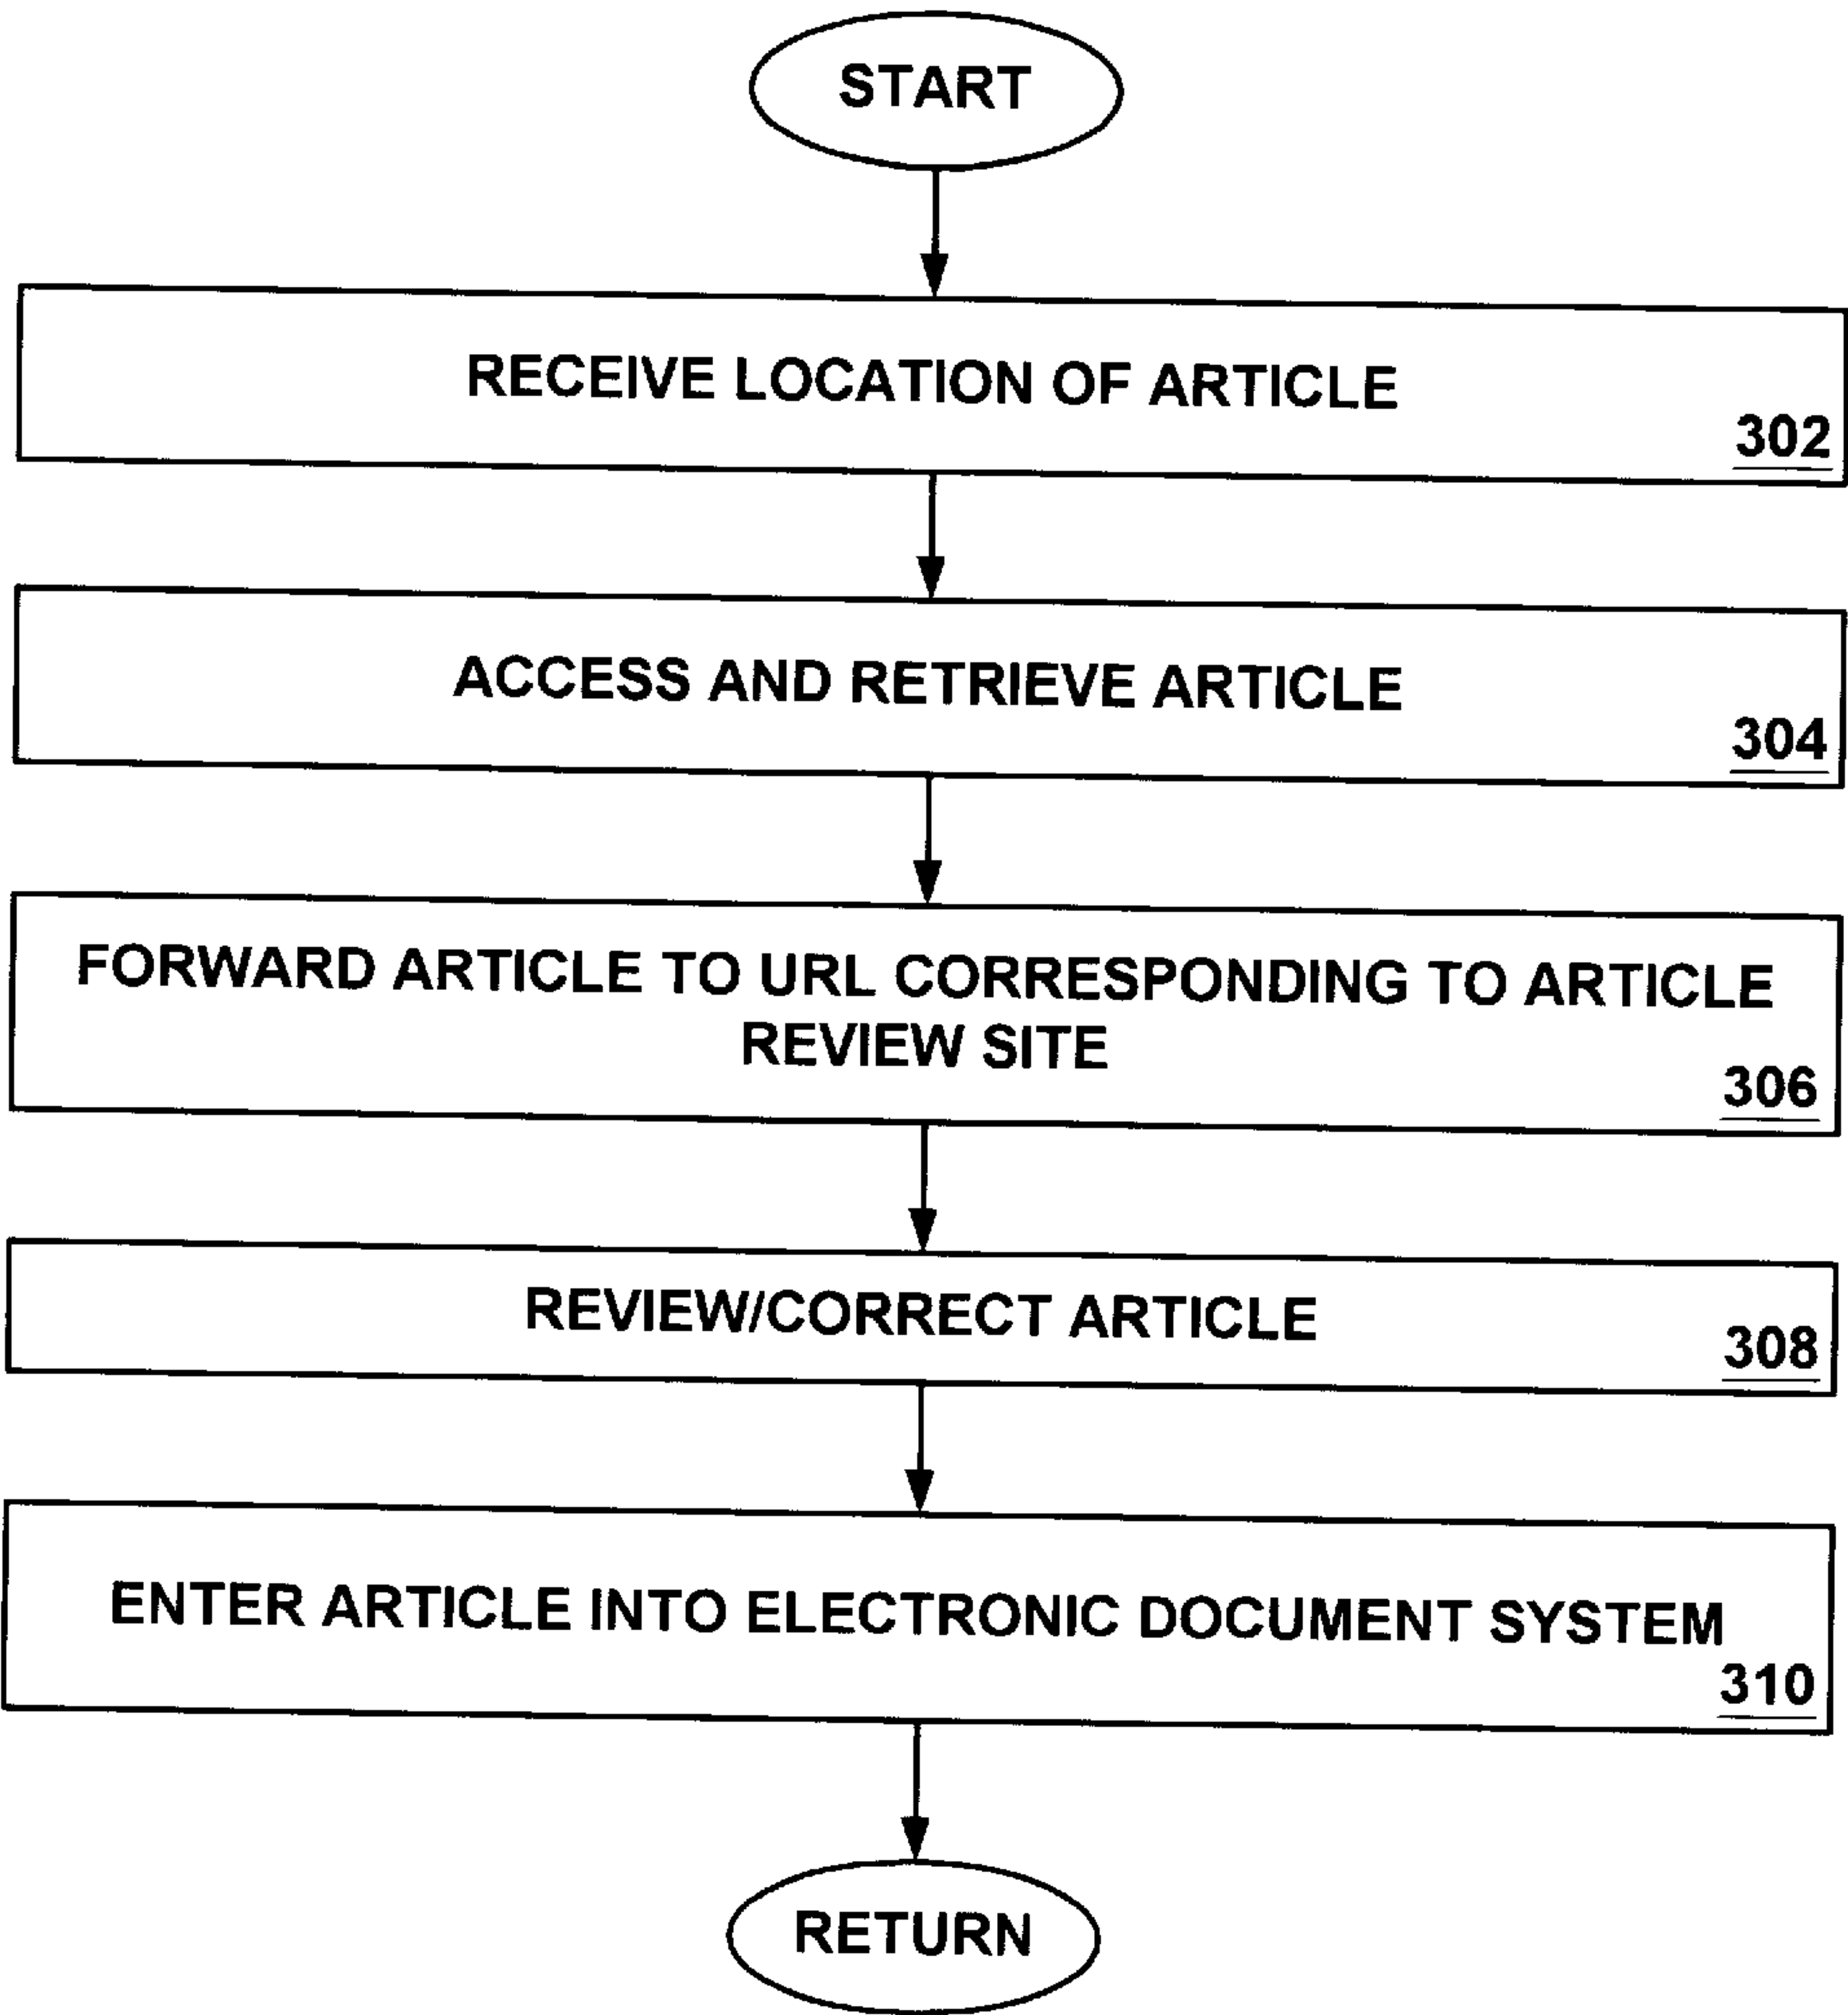 START
RECEIVE LOCATION OF ARTICLE
302
ACCESS AND RETRIEVE ARTICLE
304
FORWARD ARTICLE TO URL CORRESPONDING TO ARTICLE
REVIEW SITE
306
REVIEW/CORRECT ARTICLE
308
ENTER ARTICLE INTO ELECTRONIC DOCUMENT SYSTEM
310
RETURN